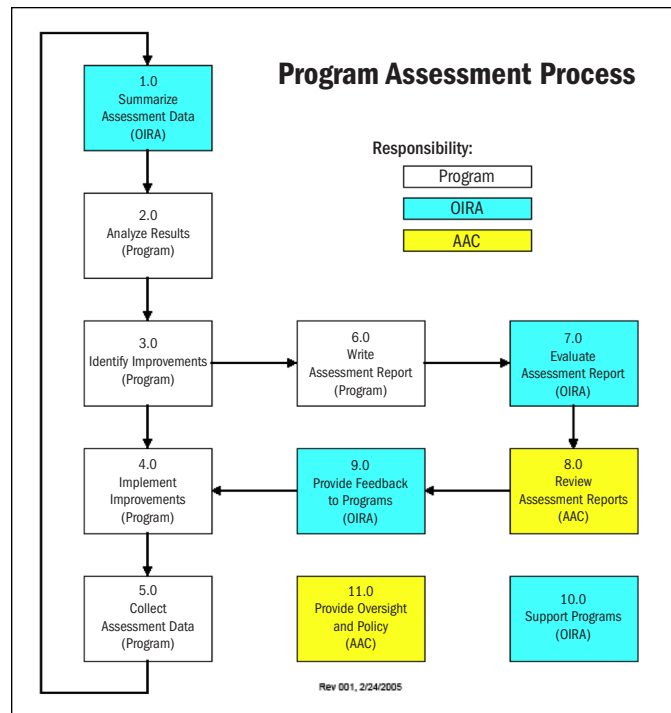 Program Assessment Process
Responsibility:
Program
OIRA
AAC
1.0
Summarize
Assessment Data
(OIRA)
2.0
Analyze Results
(Program)
3.0
Identify Improvements
(Program)
6.0
Write
Assessment Report
(Program)
7.0
Evaluate
Assessment Report
(OIRA)
4.0
Implement
Improvements
(Program)
9.0
Provide Feedback
to Programs
(OIRA)
8.0
Review
Assessment Reports
(AAC)
5.0
Collect
Assessment Data
(Program)
11.0
Provide Oversight
and Policy
(AAC)
10.0
Support Programs
(OIRA)
Rev 001, 2/24/2005